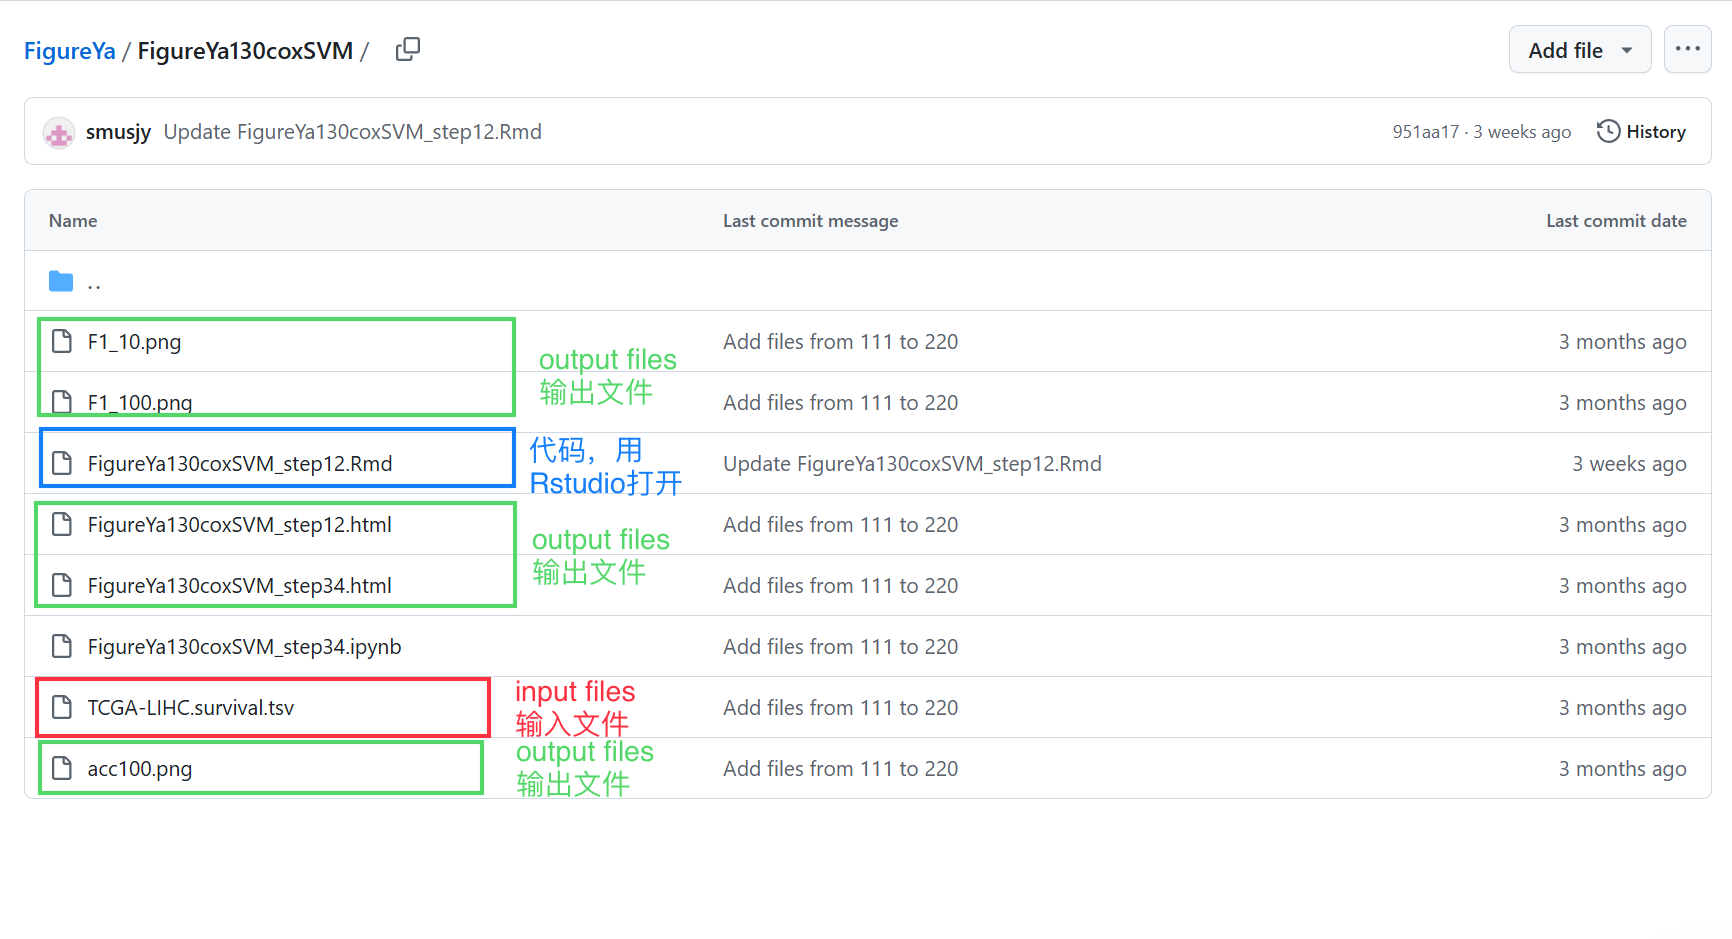 FigureYa / FigureYa130coxSVM /
Add file
smusjy Update FigureYa130coxSVM_step12.Rmd 951aa17 · 3 weeks ago History
Name Last commit message Last commit date
..
F1_10.png Add files from 111 to 220 3 months ago
output files
输出文件
F1_100.png Add files from 111 to 220 3 months ago
代码，用
Rstudio打开
FigureYa130coxSVM_step12.Rmd Update FigureYa130coxSVM_step12.Rmd 3 weeks ago
FigureYa130coxSVM_step12.html Add files from 111 to 220 3 months ago
output files
输出文件
FigureYa130coxSVM_step34.html Add files from 111 to 220 3 months ago
FigureYa130coxSVM_step34.ipynb Add files from 111 to 220 3 months ago
input files
输入文件
TCGA-LIHC.survival.tsv Add files from 111 to 220 3 months ago
output files
输出文件
acc100.png Add files from 111 to 220 3 months ago